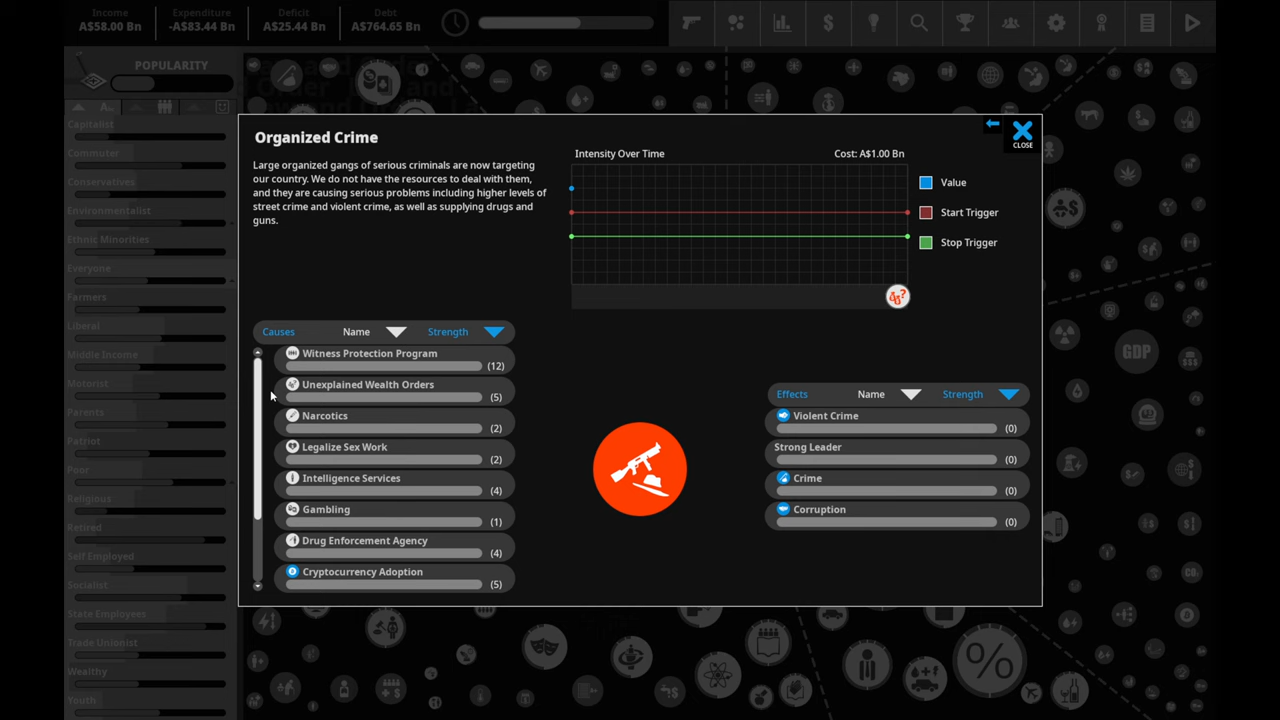 Income
A$58.00 Bn
Expenditure
-A$83.44 Bn
Deficit
A$25.44 Bn
Debt
A$764.65 Bn
POPULARITY
Capitalist
Commuter
Conservatives
Environmentalist
Ethnic Minorities
Everyone
Farmers
Liberal
Middle Income
Motorist
Parents
Patriot
Poor
Religious
Retired
Self Employed
Socialist
State Employees
Trade Unionist
Wealthy
Youth
Organized Crime
Large organized gangs of serious criminals are now targeting
our country. We do not have the resources to deal with them,
and they are causing serious problems including higher levels of
street crime and violent crime, as well as supplying drugs and
guns.
Intensity Over Time
Cost: A$1.00 Bn
CLOSE
Value
Start Trigger
Stop Trigger
Causes Name Strength
Witness Protection Program
(12)
Unexplained Wealth Orders
(5)
Narcotics
(2)
Legalize Sex Work
(2)
Intelligence Services
(4)
Gambling
(1)
Drug Enforcement Agency
(4)
Cryptocurrency Adoption
(5)
Effects Name Strength
Violent Crime
(0)
Strong Leader
(0)
Crime
(0)
Corruption
(0)
GDP
%